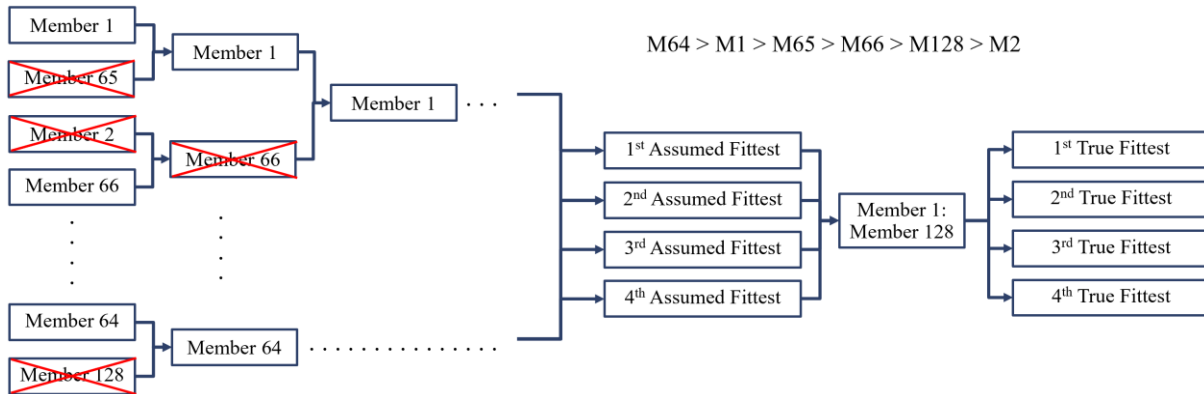 Member 1
Member 65
Member 2
Member 66
Member 64
Member 128
Member 1
Member 66
Member 64
Member 1
M64 > M1 > M65 > M66 > M128 > M2
1st Assumed Fittest
2nd Assumed Fittest
3rd Assumed Fittest
4th Assumed Fittest
Member 1:
Member 128
1st True Fittest
2nd True Fittest
3rd True Fittest
4th True Fittest